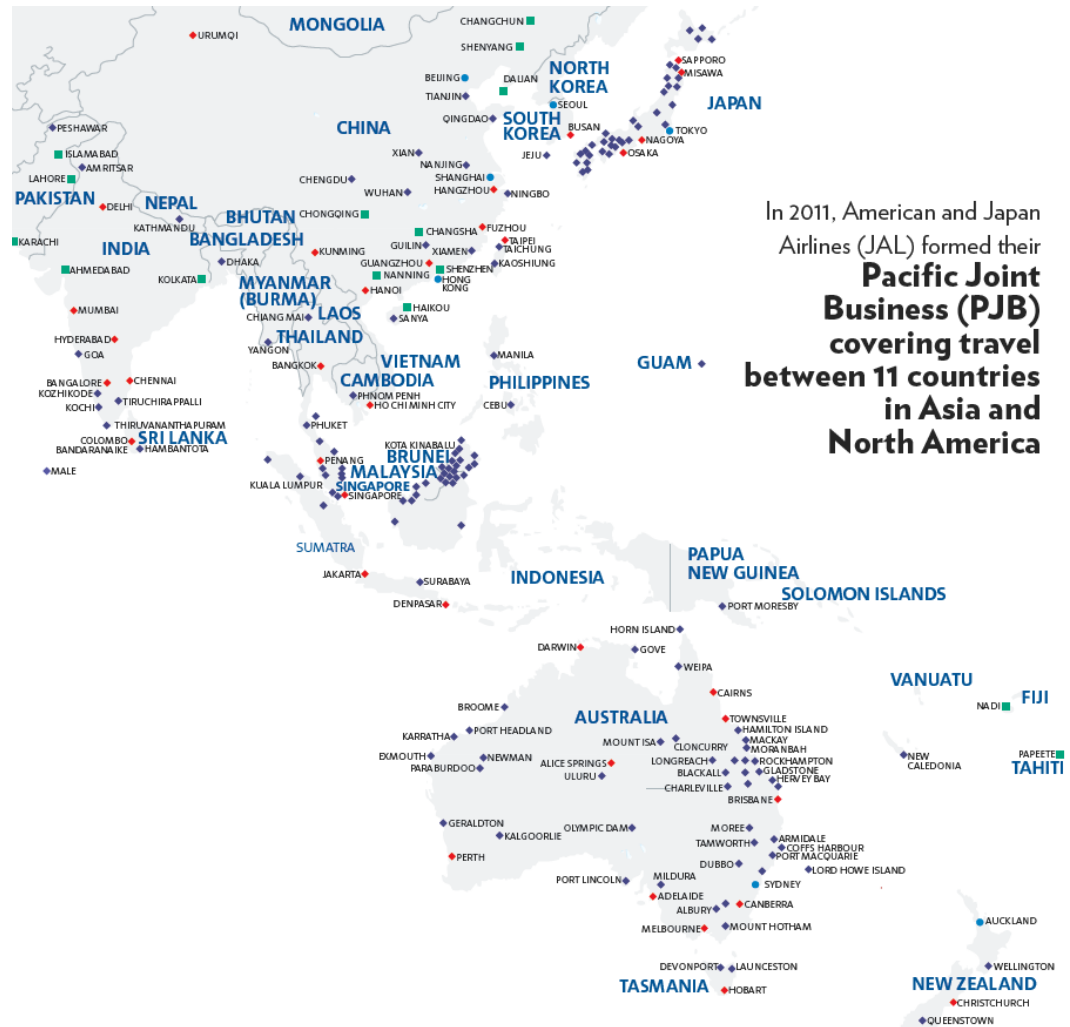 MONGOLIA
CHANGCHUN
URUMQI
SHENYANG
NORTH
KOREA
SAPPORO
MISAWA
BEIJING
DALIAN
TIANJIN
SEOUL
JAPAN
QINGDAO
SOUTH
KOREA
BUSAN
TOKYO
PESHAWAR
CHINA
NAGOYA
OSAKA
ISLAMABAD
XIAN
NANJING
JEJU
AMRITSAR
LAHORE
CHENGDU
SHANGHAI
HANGZHOU
WUHAN
NINGBO
PAKISTAN
DELHI
NEPAL
KATHMANDU
BHUTAN
CHONGQING
BANGLADESH
CHANGSHA
FUZHOU
KARACHI
INDIA
GUILIN
XIAMEN
TAIPEI
TAICHUNG
DHAKA
KUNMING
GUANGZHOU
KAOSHIUNG
AHMEDABAD
KOLKATA
NANNING
SHENZHEN
HONG
KONG
MYANMAR
(BURMA)
HANOI
MUMBAI
LAOS
HAIKOU
CHIANG MAI
SANYA
HYDERABAD
THAILAND
GOA
YANGON
BANGKOK
VIETNAM
MANILA
GUAM
BANGALORE
CHENNAI
CAMBODIA
PHILIPPINES
KOZHIKODE
PHNOM PENH
KOCHI
TIRUCHIRAPPALLI
HO CHI MINH CITY
CEBU
THIRUVANANTHAPURAM
PHUKET
COLOMBO
BANDARANAIKE
SRI LANKA
HAMBANTOTA
KOTA KINABALU
BRUNEI
MALE
PENANG
MALAYSIA
KUALA LUMPUR
SINGAPORE
SINGAPORE
In 2011, American and Japan
Airlines (JAL) formed their
Pacific Joint
Business (PJB)
covering travel
between 11 countries
in Asia and
North America
SUMATRA
JAKARTA
SURABAYA
INDONESIA
PAPUA
NEW GUINEA
SOLOMON ISLANDS
DENPASAR
PORT MORESBY
HORN ISLAND
DARWIN
GOVE
WEIPA
VANUATU
CAIRNS
NADI
FIJI
BROOME
TOWNSVILLE
AUSTRALIA
HAMILTON ISLAND
PORT HEADLAND
KARRATHA
MOUNT ISA
MACKAY
CLONCURRY
MORANBAH
EXMOUTH
NEWMAN
ALICE SPRINGS
LONGREACH
ROCKHAMPTON
NEW
CALEDONIA
PAPEETE
TAHITI
PARABURDOO
ULURU
BLACKALL
GLADSTONE
HERVEY BAY
CHARLEVILLE
BRISBANE
GERALDTON
OLYMPIC DAM
MOREE
KALGOORLIE
ARMIDALE
TAMWORTH
COFFS HARBOUR
PORT MACQUARIE
PERTH
DUBBO
LORD HOWE ISLAND
MILDURA
PORT LINCOLN
SYDNEY
ADELAIDE
CANBERRA
ALBURY
AUCKLAND
MELBOURNE
MOUNT HOTHAM
DEVONPORT
LAUNCESTON
WELLINGTON
TASMANIA
HOBART
NEW ZEALAND
CHRISTCHURCH
QUEENSTOWN